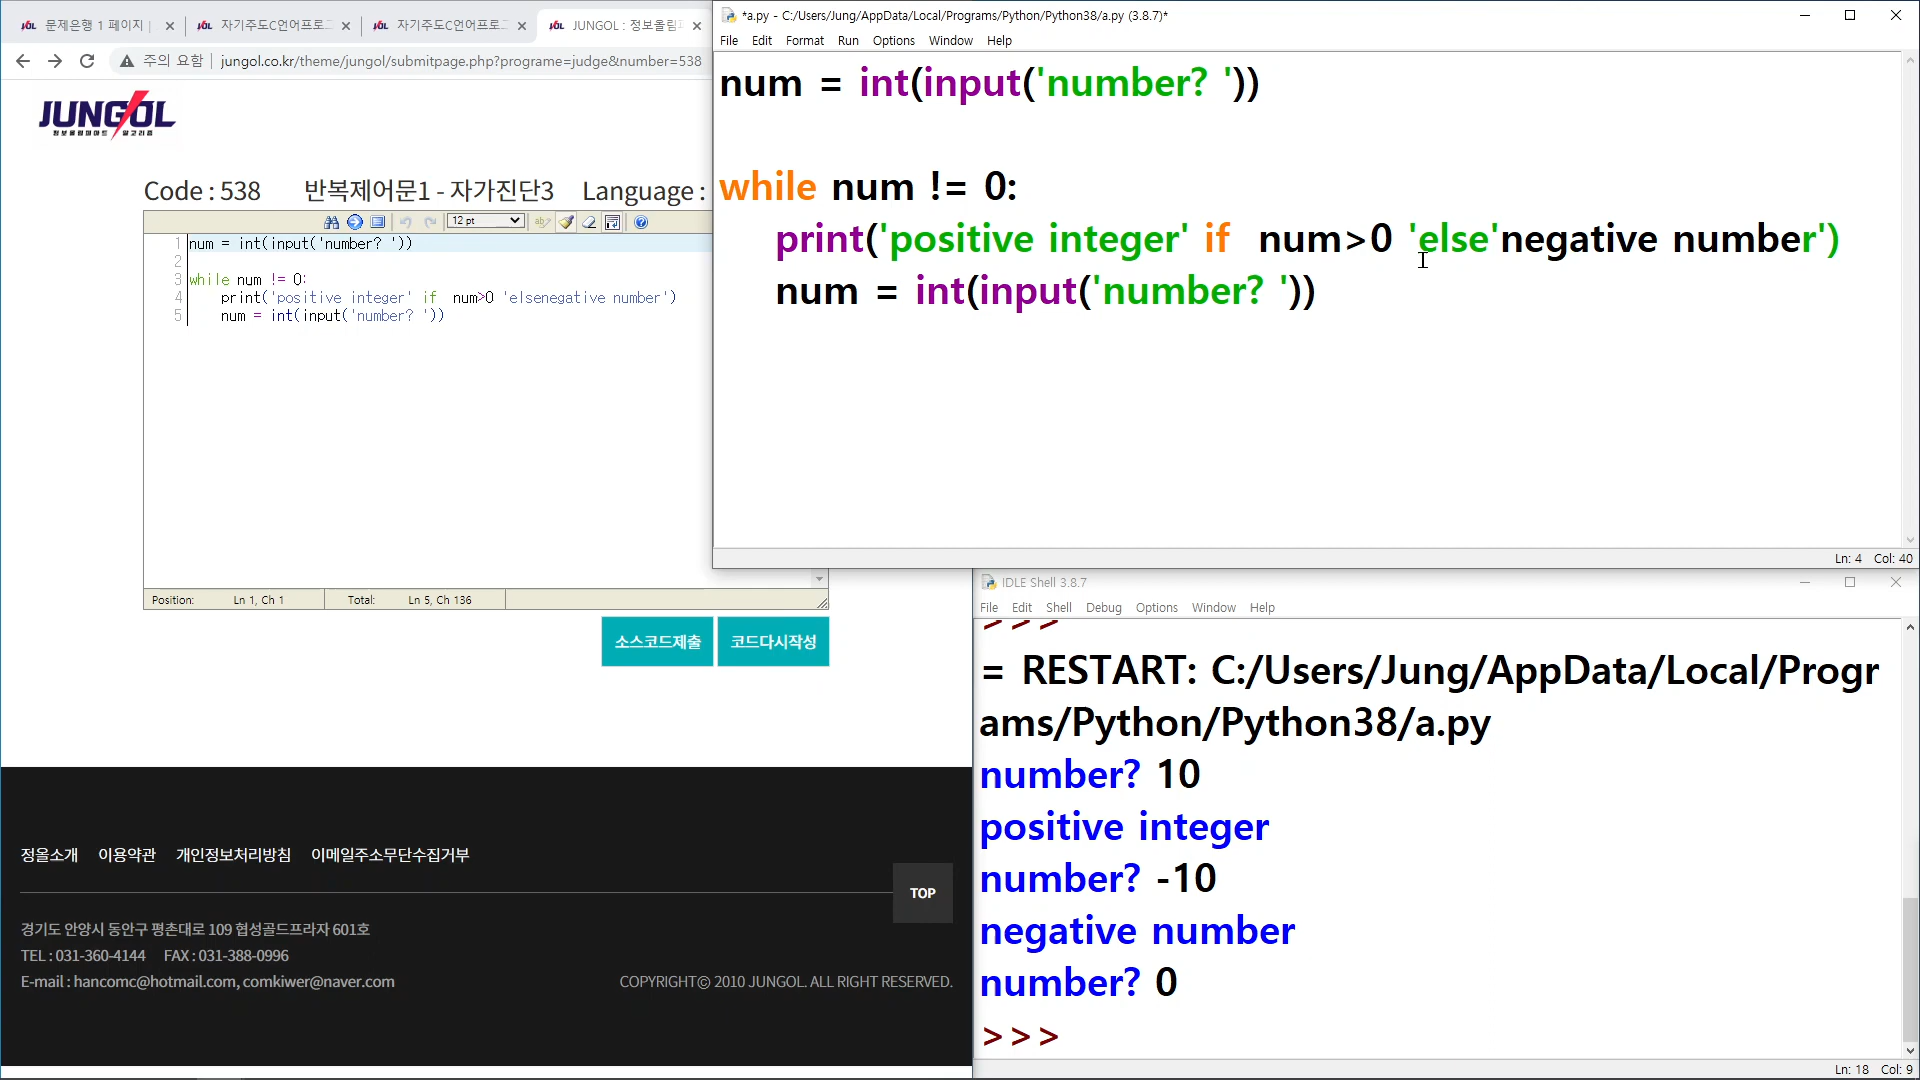 문제은행 1 페이지 |
자기주도C언어프로그
자기주도C언어프로그
JUNGOL : 정보올림피
주의 요함
jungol.co.kr/theme/jungol/submitpage.php?programe=judge&number=538
JUNGOL
Code : 538 반복제어문1 - 자가진단3 Language :
12 pt
1 num = int(input('number? '))
2
3 while num != 0:
4 print('positive integer' if  num>0 'elsenegative number')
5 num = int(input('number? '))
Position: Ln 1, Ch 1 Total: Ln 5, Ch 136
소스코드제출 코드다시작성
정올소개 이용약관 개인정보처리방침 이메일주소무단수집거부
TOP
경기도 안양시 동안구 평촌대로 109 협성골드프라자 601호
TEL : 031-360-4144 FAX : 031-388-0996
E-mail : hancomc@hotmail.com, comkiwer@naver.com
COPYRIGHTⓒ 2010 JUNGOL. ALL RIGHT RESERVED.
*a.py - C:/Users/Jung/AppData/Local/Programs/Python/Python38/a.py (3.8.7)*
File Edit Format Run Options Window Help
num = int(input('number? '))
while num != 0:
print('positive integer' if  num>0 'else'negative number')
num = int(input('number? '))
Ln: 4 Col: 40
IDLE Shell 3.8.7
File Edit Shell Debug Options Window Help
>>>
= RESTART: C:/Users/Jung/AppData/Local/Progr
ams/Python/Python38/a.py
number? 10
positive integer
number? -10
negative number
number? 0
>>>
Ln: 18 Col: 9